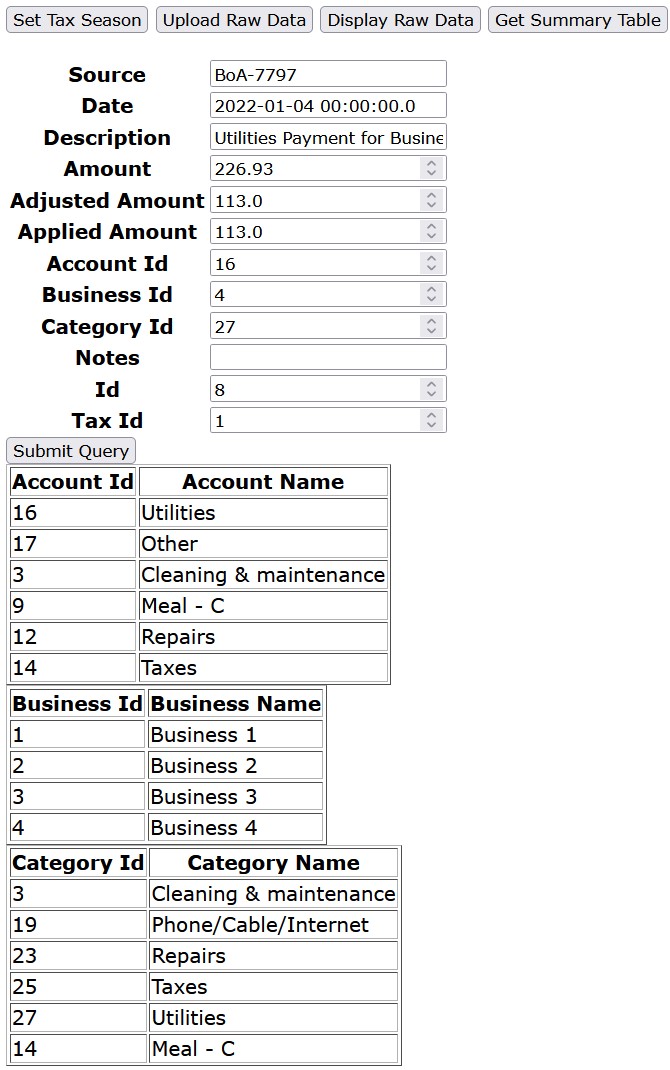 Set Tax Season Upload Raw Data Display Raw Data Get Summary Table
Source BoA-7797
Date 2022-01-04 00:00:00.0
Description Utilities Payment for Busine
Amount 226.93
Adjusted Amount 113.0
Applied Amount 113.0
Account Id 16
Business Id 4
Category Id 27
Notes
Id 8
Tax Id 1
Submit Query
Account Id Account Name
16 Utilities
17 Other
3 Cleaning & maintenance
9 Meal - C
12 Repairs
14 Taxes
Business Id Business Name
1 Business 1
2 Business 2
3 Business 3
4 Business 4
Category Id Category Name
3 Cleaning & maintenance
19 Phone/Cable/Internet
23 Repairs
25 Taxes
27 Utilities
14 Meal - C